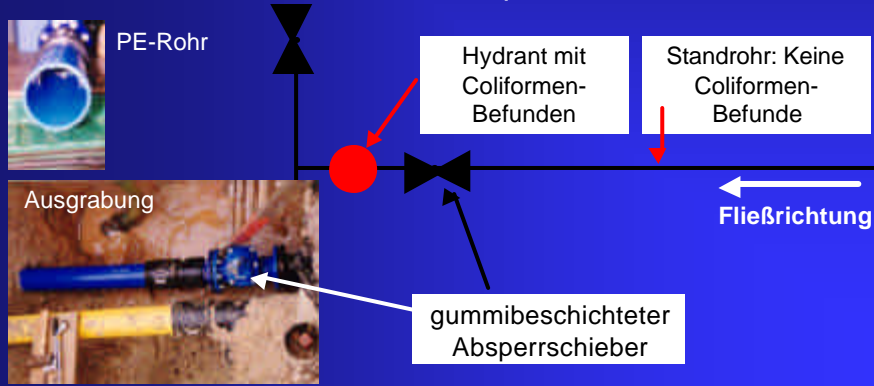 PE-Rohr
Hydrant mit
Coliformen-
Befunden
Standrohr: Keine
Coliformen-
Befunde
Ausgrabung
Fließrichtung
gummibeschichteter
Absperrschieber